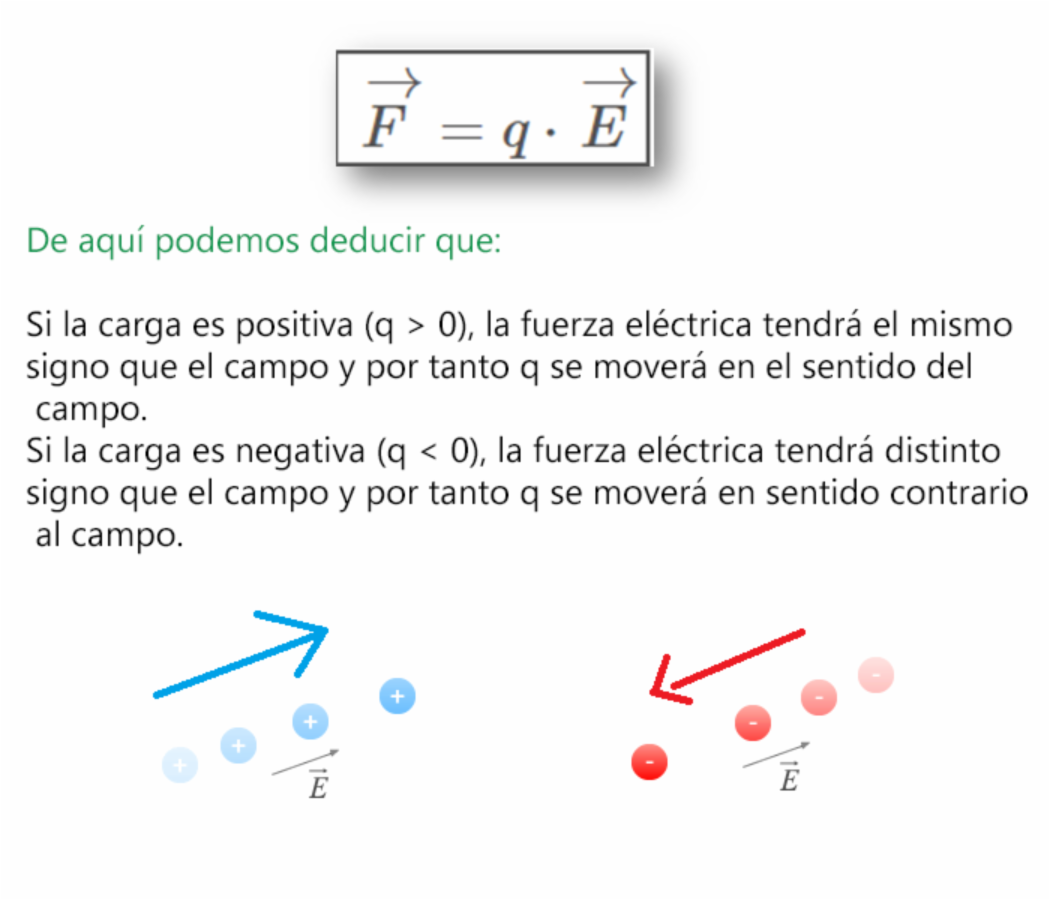 $\overrightarrow{F} = q \cdot \overrightarrow{E}$
De aquí podemos deducir que:
Si la carga es positiva (q > 0), la fuerza eléctrica tendrá el mismo
signo que el campo y por tanto q se moverá en el sentido del
campo.
Si la carga es negativa (q < 0), la fuerza eléctrica tendrá distinto
signo que el campo y por tanto q se moverá en sentido contrario
al campo.
+ + + +
$\vec{E}$
- - - -
$\vec{E}$